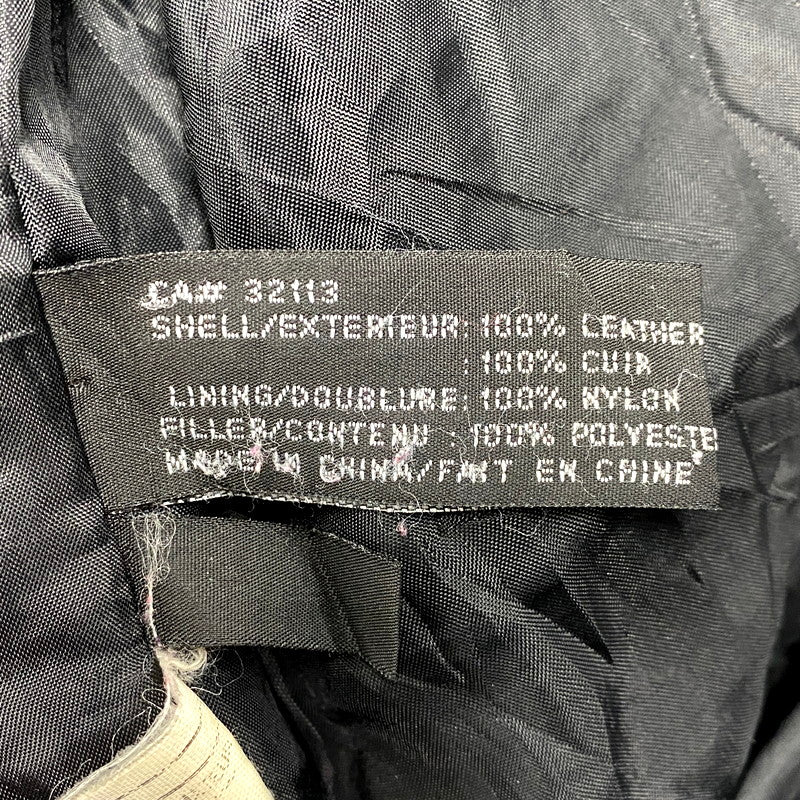 CA# 32113
SHELL/EXTERIEUR: 100% LEATHER
: 100% CUIR
LINING/DOUBLURE: 100% NYLON
FILLER/CONTENU : 100% POLYESTE
MADE IN CHINA/FAIT EN CHINE